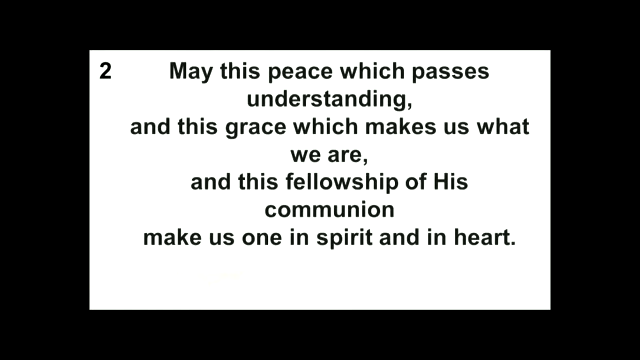 2 May this peace which passes
understanding,
and this grace which makes us what
we are,
and this fellowship of His
communion
make us one in spirit and in heart.